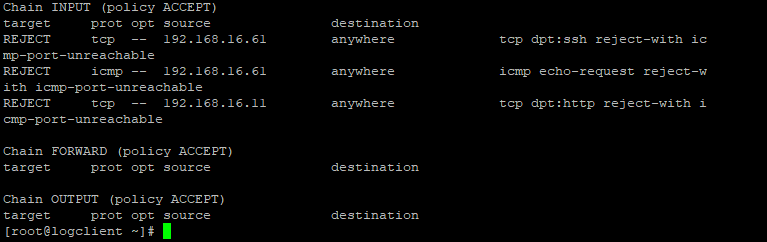 Chain INPUT (policy ACCEPT)
target     prot opt source               destination
REJECT     tcp  --  192.168.16.61        anywhere             tcp dpt:ssh reject-with ic
mp-port-unreachable
REJECT     icmp --  192.168.16.61        anywhere             icmp echo-request reject-w
ith icmp-port-unreachable
REJECT     tcp  --  192.168.16.11        anywhere             tcp dpt:http reject-with i
cmp-port-unreachable

Chain FORWARD (policy ACCEPT)
target     prot opt source               destination

Chain OUTPUT (policy ACCEPT)
target     prot opt source               destination
[root@logclient ~]#